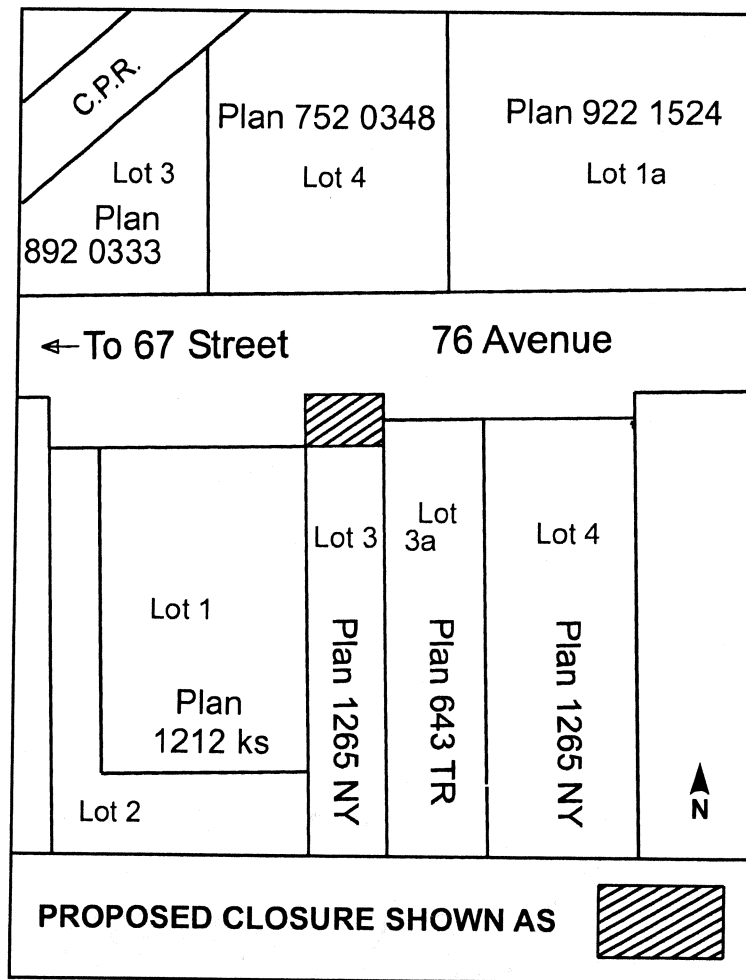 C.P.R.
Plan 752 0348
Plan 922 1524
Lot 3
Lot 4
Lot 1a
Plan
892 0333
To 67 Street
76 Avenue
Lot 3
Lot
3a
Lot 4
Lot 1
Plan
1212 ks
Plan 1265 NY
Plan 643 TR
Plan 1265 NY
Lot 2
N
PROPOSED CLOSURE SHOWN AS